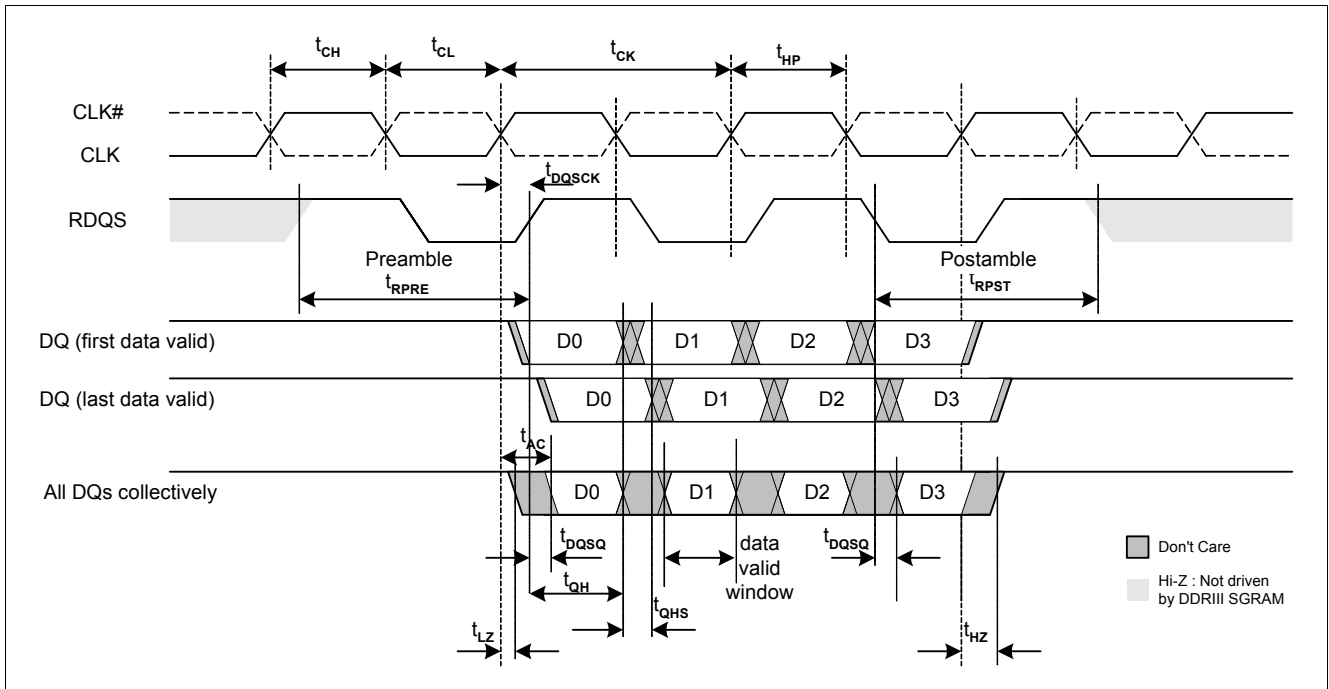 tCH tCL tCK tHP
CLK#
CLK
tDQSCK
RDQS
Preamble Postamble
tRPRE tRPST
DQ (first data valid) D0 D1 D2 D3
DQ (last data valid) D0 D1 D2 D3
tAC
All DQs collectively D0 D1 D2 D3
tDQSQ data valid window tDQSQ
Don't Care
tQH
Hi-Z : Not driven
by DDRIII SGRAM
tQHS
tLZ tHZ